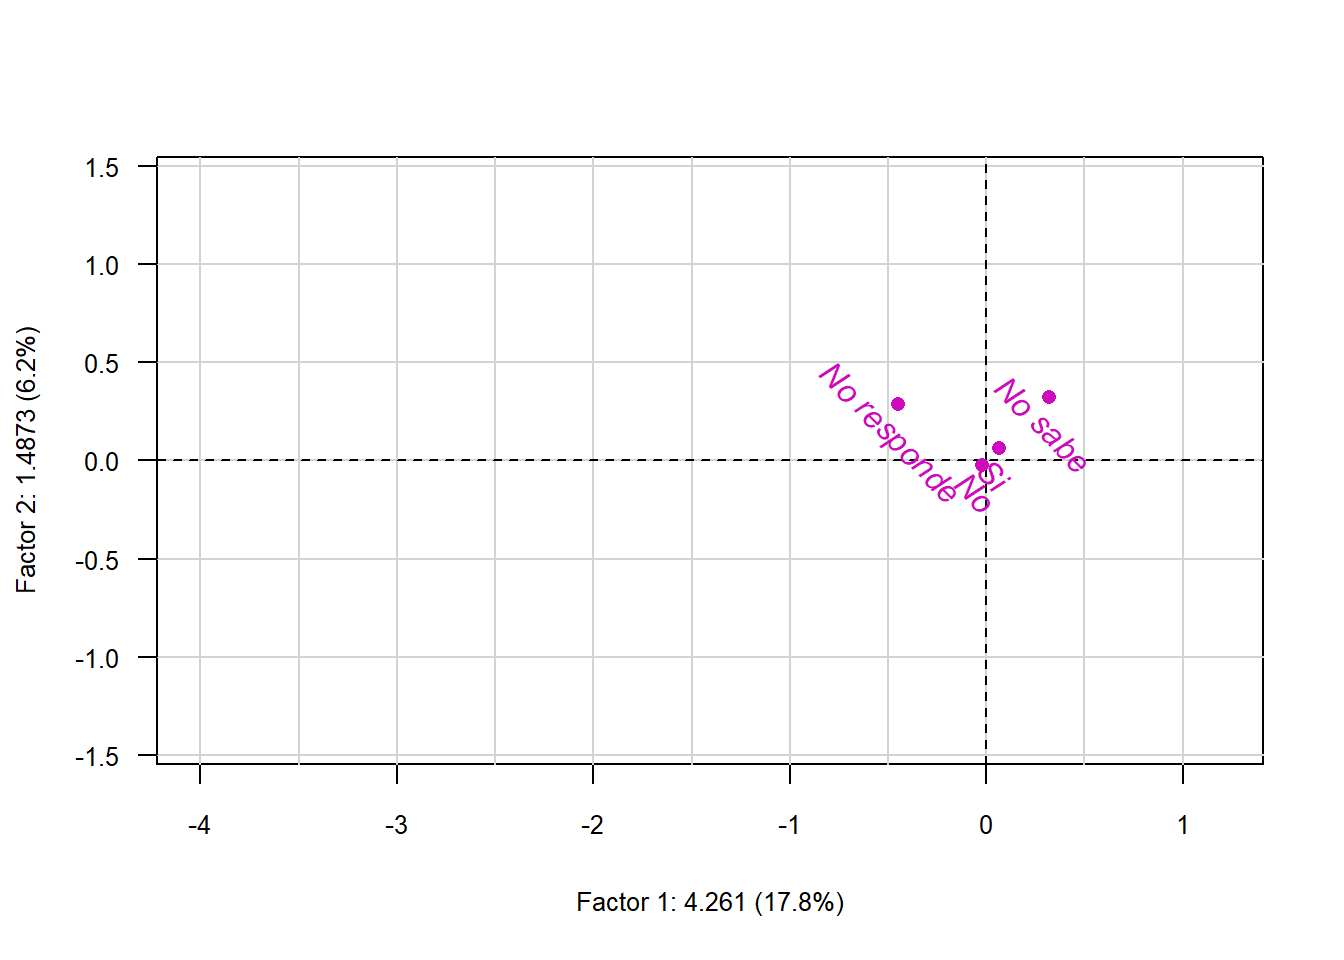 1.5
1.0
0.5
0.0
-0.5
-1.0
-1.5
Factor 2: 1.4873 (6.2%)
No responde
No sabe
Si
No
-4
-3
-2
-1
0
1
Factor 1: 4.261 (17.8%)